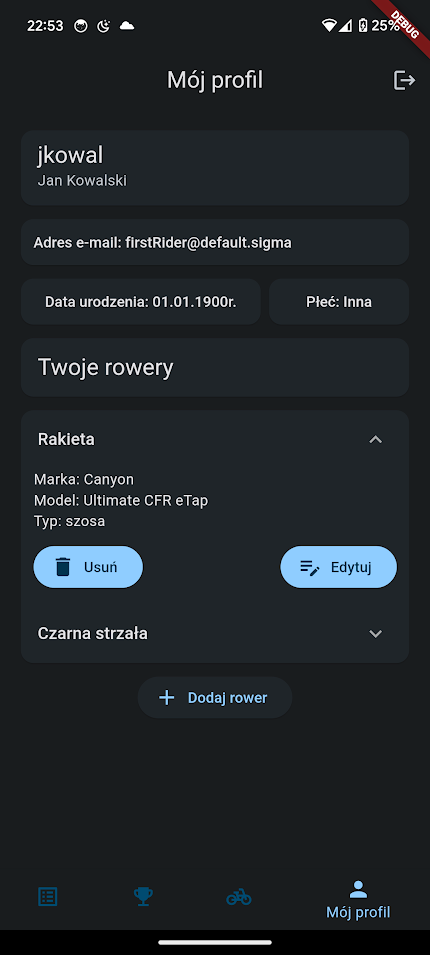 22:53
25%
DEBUG
Mój profil
jkowal
Jan Kowalski
Adres e-mail: firstRider@default.sigma
Data urodzenia: 01.01.1900r.
Płeć: Inna
Twoje rowery
Rakieta
Marka: Canyon
Model: Ultimate CFR eTap
Typ: szosa
Usuń
Edytuj
Czarna strzała
Dodaj rower
Mój profil